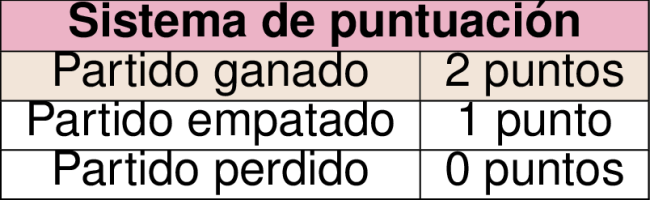 Sistema de puntuación
Partido ganado 2 puntos
Partido empatado 1 punto
Partido perdido 0 puntos